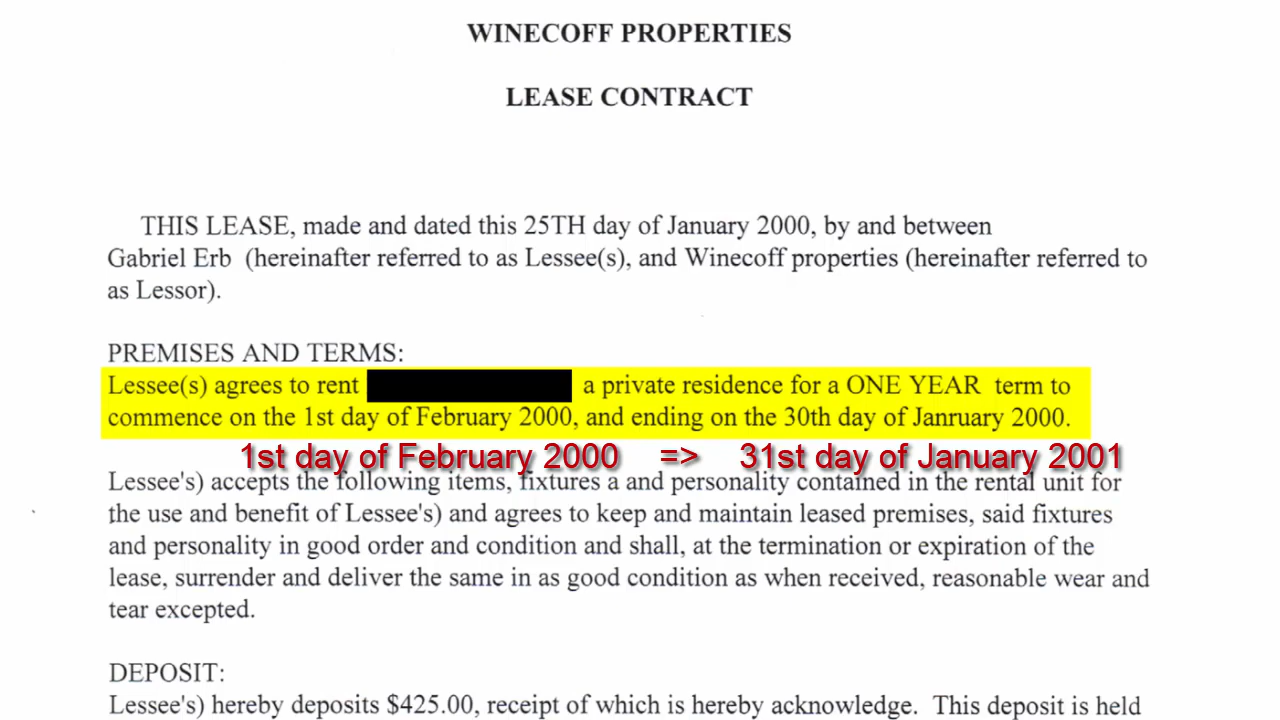 WINECOFF PROPERTIES
LEASE CONTRACT
THIS LEASE, made and dated this 25TH day of January 2000, by and between
Gabriel Erb (hereinafter referred to as Lessee(s), and Winecoff properties (hereinafter referred to
as Lessor).
PREMISES AND TERMS:
Lessee(s) agrees to rent a private residence for a ONE YEAR term to
commence on the 1st day of February 2000, and ending on the 30th day of Janruary 2000.
1st day of February 2000 => 31st day of January 2001
Lessee's) accepts the following items, fixtures a and personality contained in the rental unit for
the use and benefit of Lessee's) and agrees to keep and maintain leased premises, said fixtures
and personality in good order and condition and shall, at the termination or expiration of the
lease, surrender and deliver the same in as good condition as when received, reasonable wear and
tear excepted.
DEPOSIT:
Lessee's) hereby deposits $425.00, receipt of which is hereby acknowledge. This deposit is held